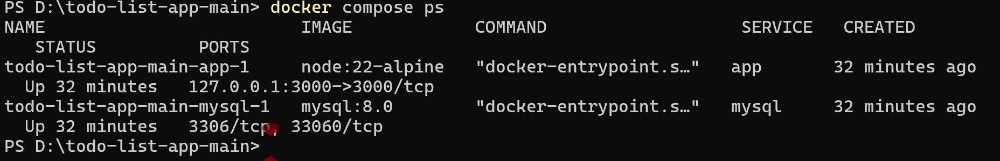 PS D:\todo-list-app-main> docker compose ps
NAME                         IMAGE            COMMAND                   SERVICE   CREATED
   STATUS          PORTS
todo-list-app-main-app-1     node:22-alpine   "docker-entrypoint.s…"   app       32 minutes ago
  Up 32 minutes   127.0.0.1:3000->3000/tcp
todo-list-app-main-mysql-1   mysql:8.0        "docker-entrypoint.s…"   mysql     32 minutes ago
  Up 32 minutes   3306/tcp, 33060/tcp
PS D:\todo-list-app-main>